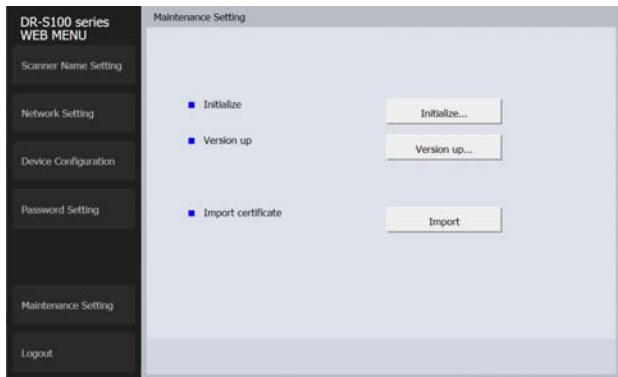 DR-S100 series
WEB MENU
Scanner Name Setting
Network Setting
Device Configuration
Password Setting
Maintenance Setting
Logout
Maintenance Setting
Initialize
Initialize...
Version up
Version up...
Import certificate
Import